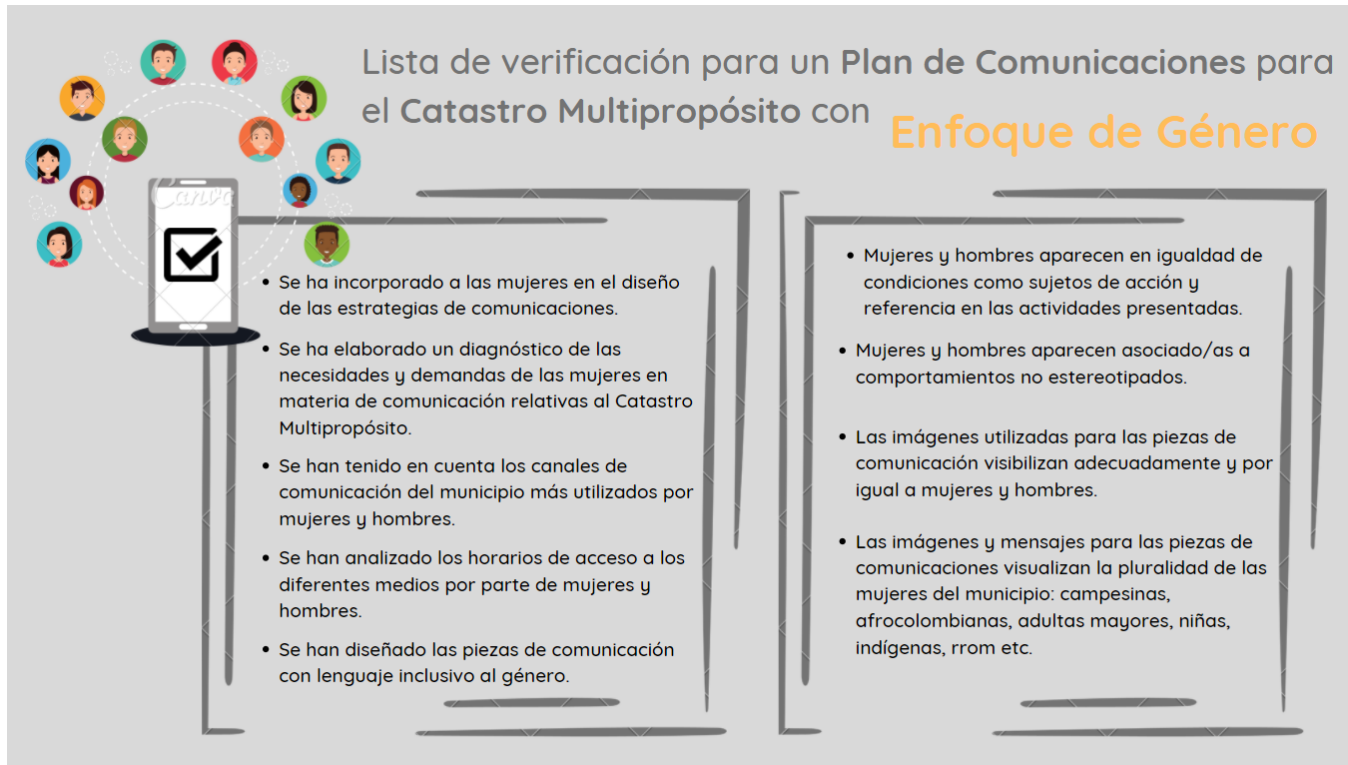 Lista de verificación para un Plan de Comunicaciones para
el Catastro Multipropósito con
Enfoque de Género
Canva
• Se ha incorporado a las mujeres en el diseño
de las estrategias de comunicaciones.
• Se ha elaborado un diagnóstico de las
necesidades y demandas de las mujeres en
materia de comunicación relativas al Catastro
Multipropósito.
• Se han tenido en cuenta los canales de
comunicación del municipio más utilizados por
mujeres y hombres.
• Se han analizado los horarios de acceso a los
diferentes medios por parte de mujeres y
hombres.
• Se han diseñado las piezas de comunicación
con lenguaje inclusivo al género.
• Mujeres y hombres aparecen en igualdad de
condiciones como sujetos de acción y
referencia en las actividades presentadas.
• Mujeres y hombres aparecen asociado/as a
comportamientos no estereotipados.
• Las imágenes utilizadas para las piezas de
comunicación visibilizan adecuadamente y por
igual a mujeres y hombres.
• Las imágenes y mensajes para las piezas de
comunicaciones visualizan la pluralidad de las
mujeres del municipio: campesinas,
afrocolombianas, adultas mayores, niñas,
indígenas, rrom etc.